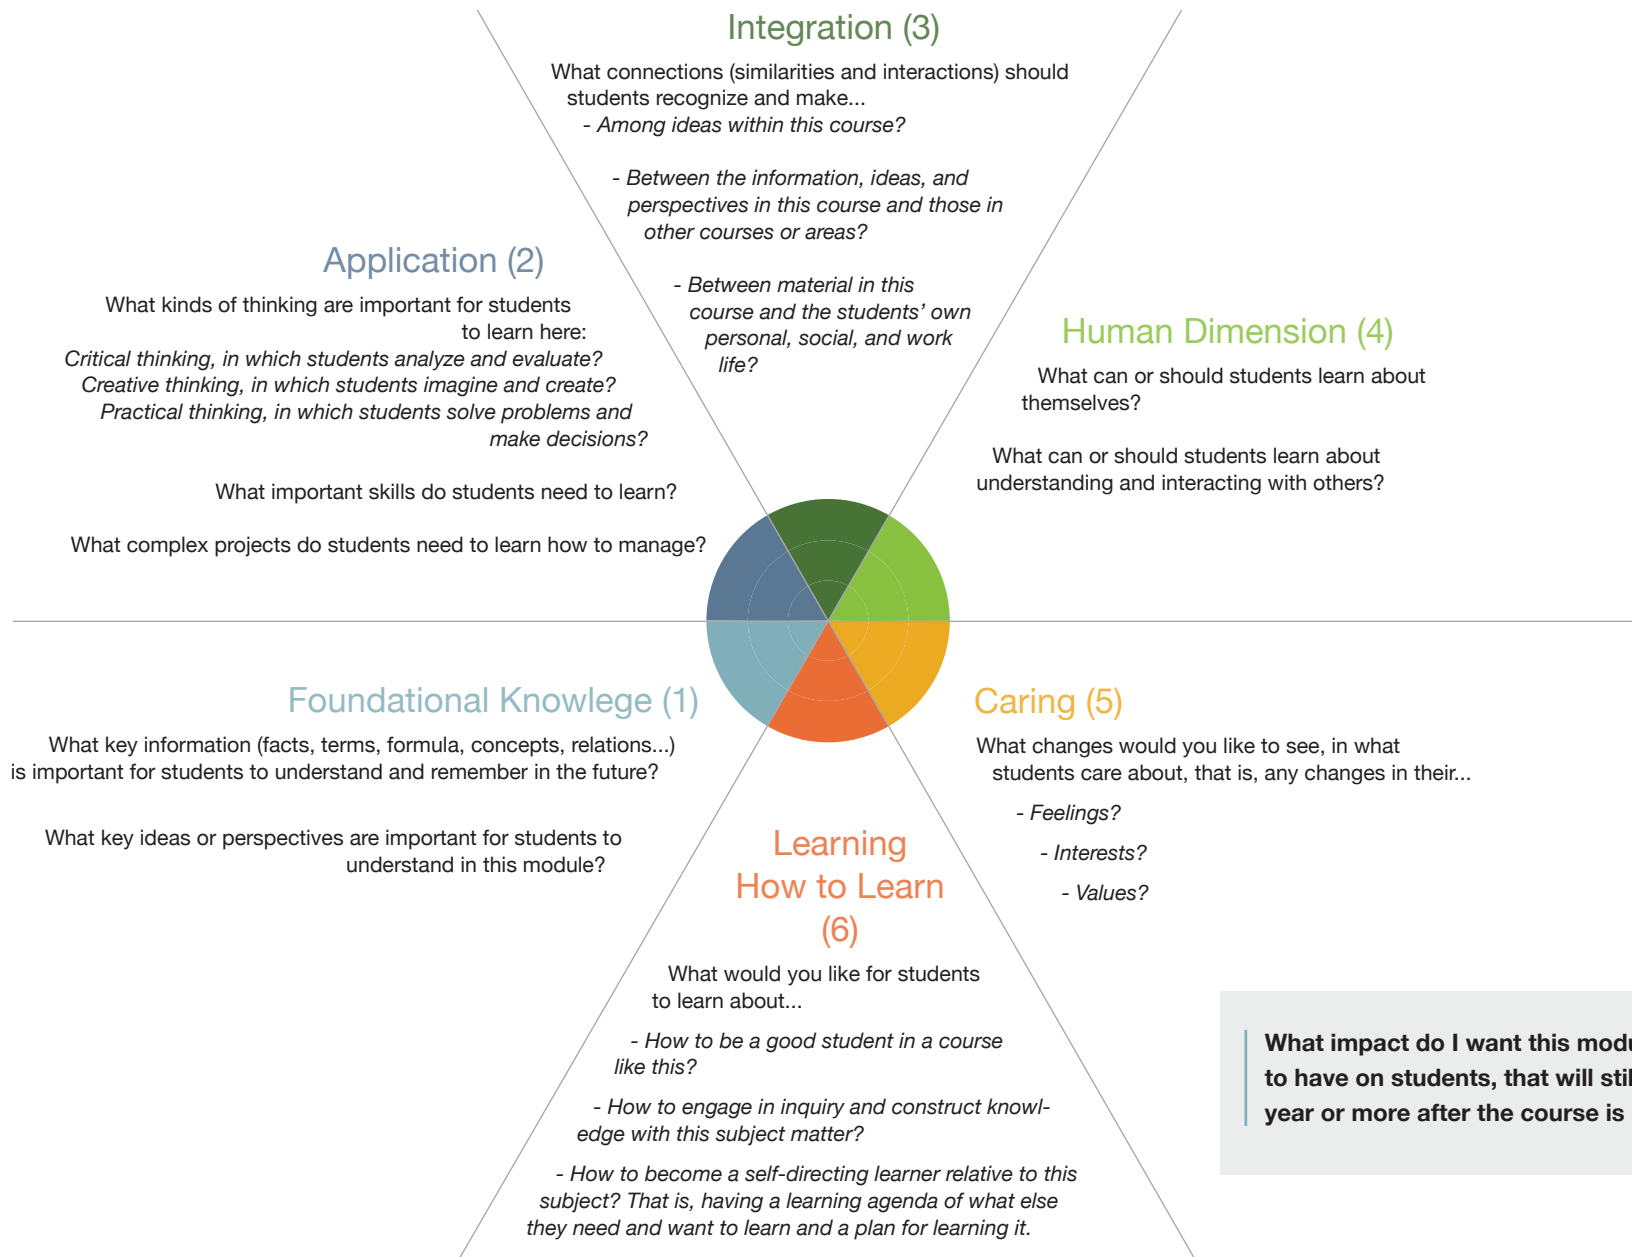 Integration (3)
What connections (similarities and interactions) should
students recognize and make...
- Among ideas within this course?
- Between the information, ideas, and
perspectives in this course and those in
other courses or areas?
- Between material in this
course and the students’ own
personal, social, and work
life?
Application (2)
What kinds of thinking are important for students
to learn here:
Critical thinking, in which students analyze and evaluate?
Creative thinking, in which students imagine and create?
Practical thinking, in which students solve problems and
make decisions?
What important skills do students need to learn?
What complex projects do students need to learn how to manage?
Human Dimension (4)
What can or should students learn about
themselves?
What can or should students learn about
understanding and interacting with others?
Foundational Knowlege (1)
What key information (facts, terms, formula, concepts, relations...)
is important for students to understand and remember in the future?
What key ideas or perspectives are important for students to
understand in this module?
Caring (5)
What changes would you like to see, in what
students care about, that is, any changes in their...
- Feelings?
- Interests?
- Values?
Learning
How to Learn
(6)
What would you like for students
to learn about...
- How to be a good student in a course
like this?
- How to engage in inquiry and construct knowl-
edge with this subject matter?
- How to become a self-directing learner relative to this
subject? That is, having a learning agenda of what else
they need and want to learn and a plan for learning it.
What impact do I want this
to have on students, that will
year or more after the course is